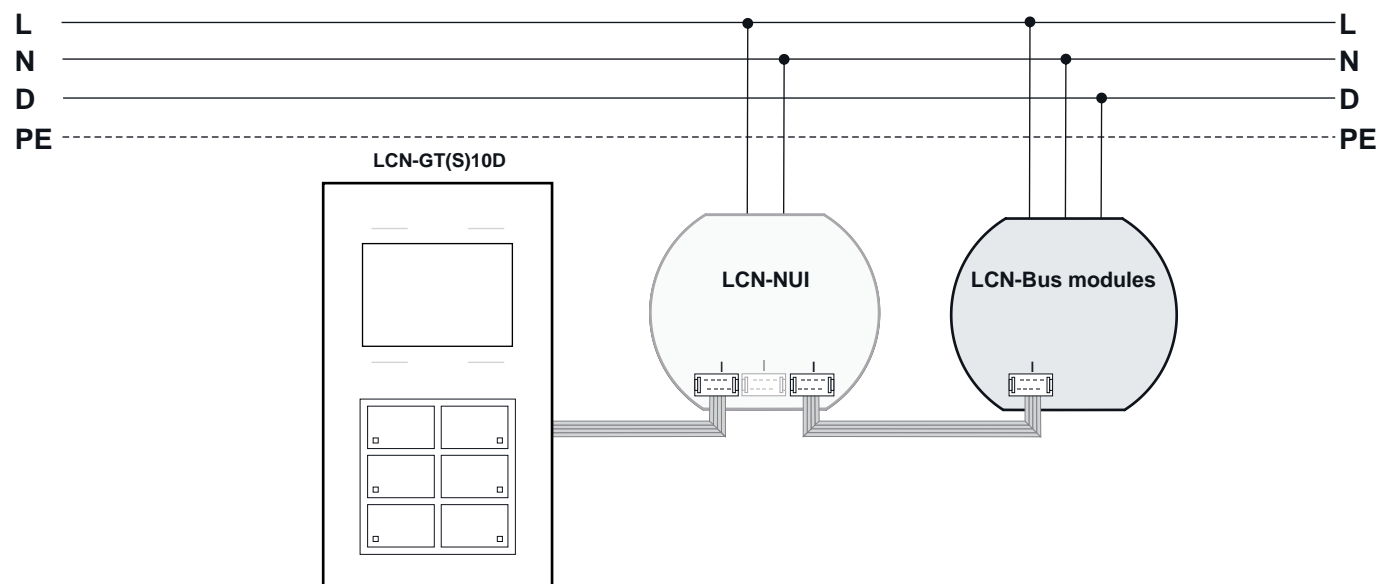 L L
N N
D D
PE PE
LCN-GT(S)10D
LCN-NUI
LCN-Bus modules
I I I I